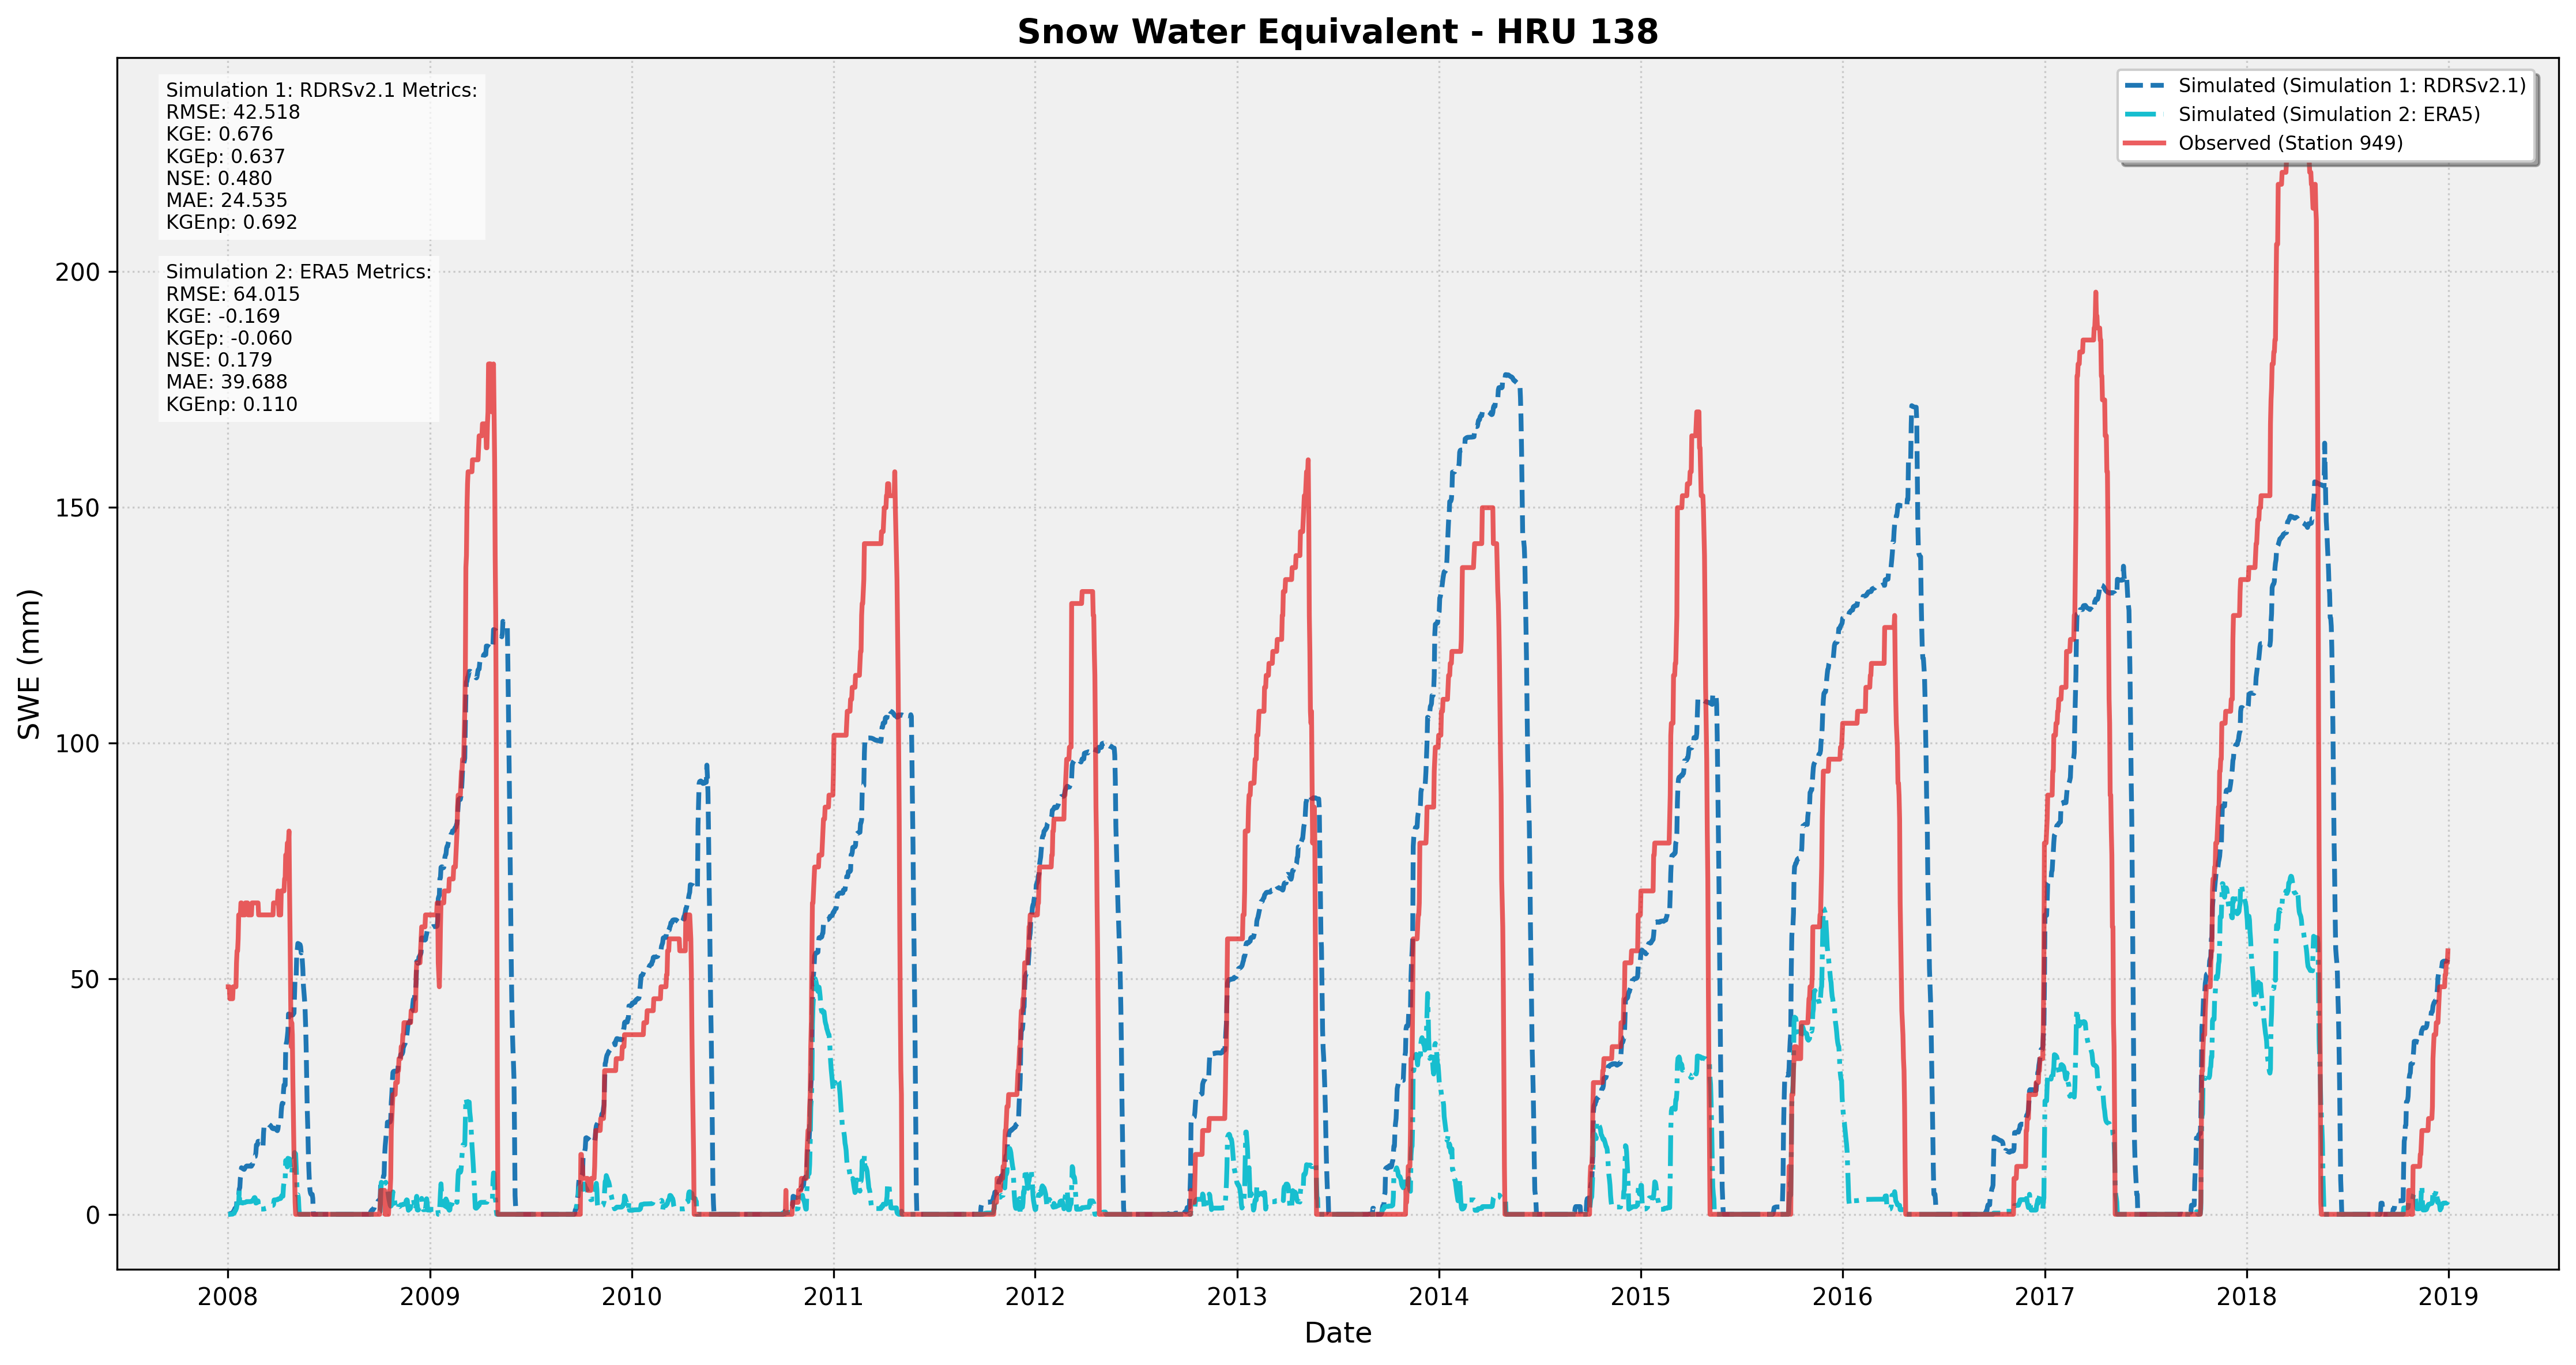 Snow Water Equivalent - HRU 138
Simulation 1: RDRSv2.1 Metrics:
RMSE: 42.518
KGE: 0.676
KGEp: 0.637
NSE: 0.480
MAE: 24.535
KGEnp: 0.692
Simulation 2: ERA5 Metrics:
RMSE: 64.015
KGE: -0.169
KGEp: -0.060
NSE: 0.179
MAE: 39.688
KGEnp: 0.110
Simulated (Simulation 1: RDRSv2.1)
Simulated (Simulation 2: ERA5)
Observed (Station 949)
SWE (mm)
200
150
100
50
0
2008 2009 2010 2011 2012 2013 2014 2015 2016 2017 2018 2019
Date